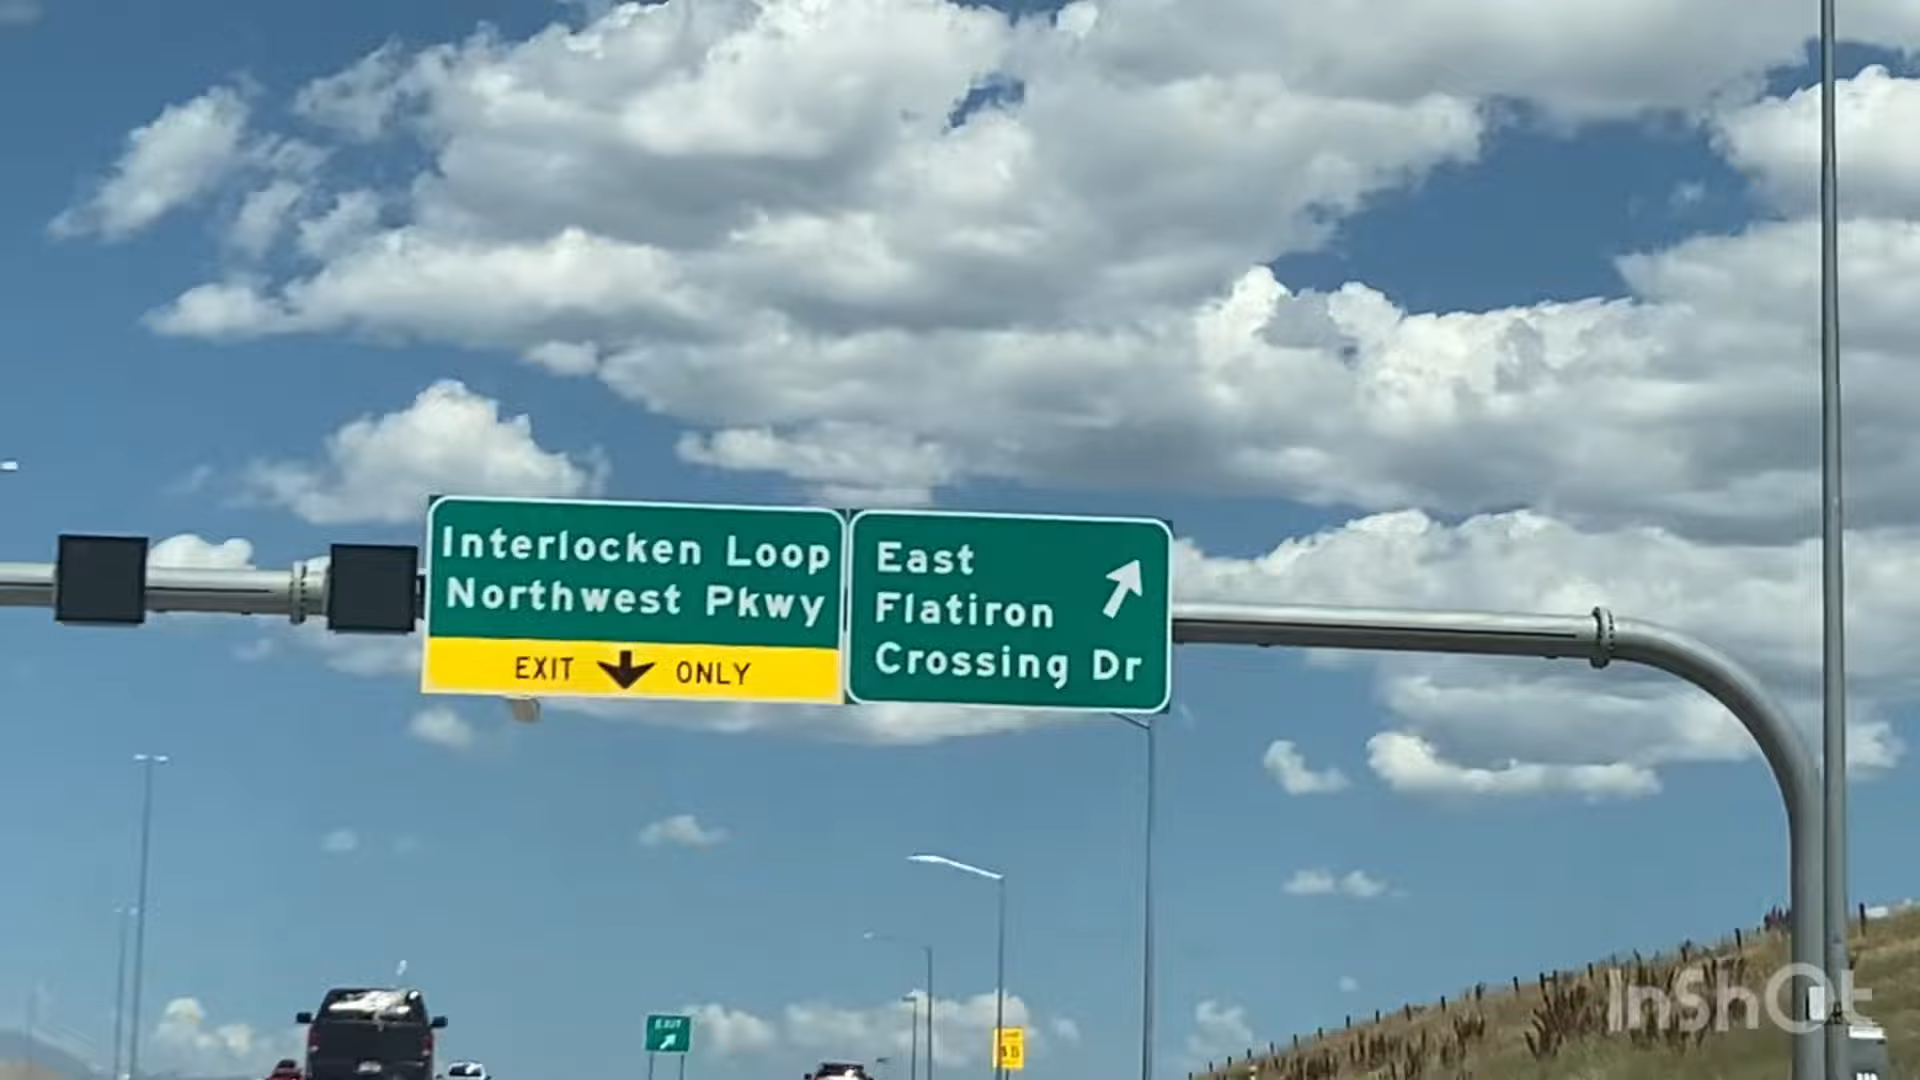 Interlocken Loop
Northwest Pkwy
EXIT ONLY
East
Flatiron
Crossing Dr
EXIT
InShOt